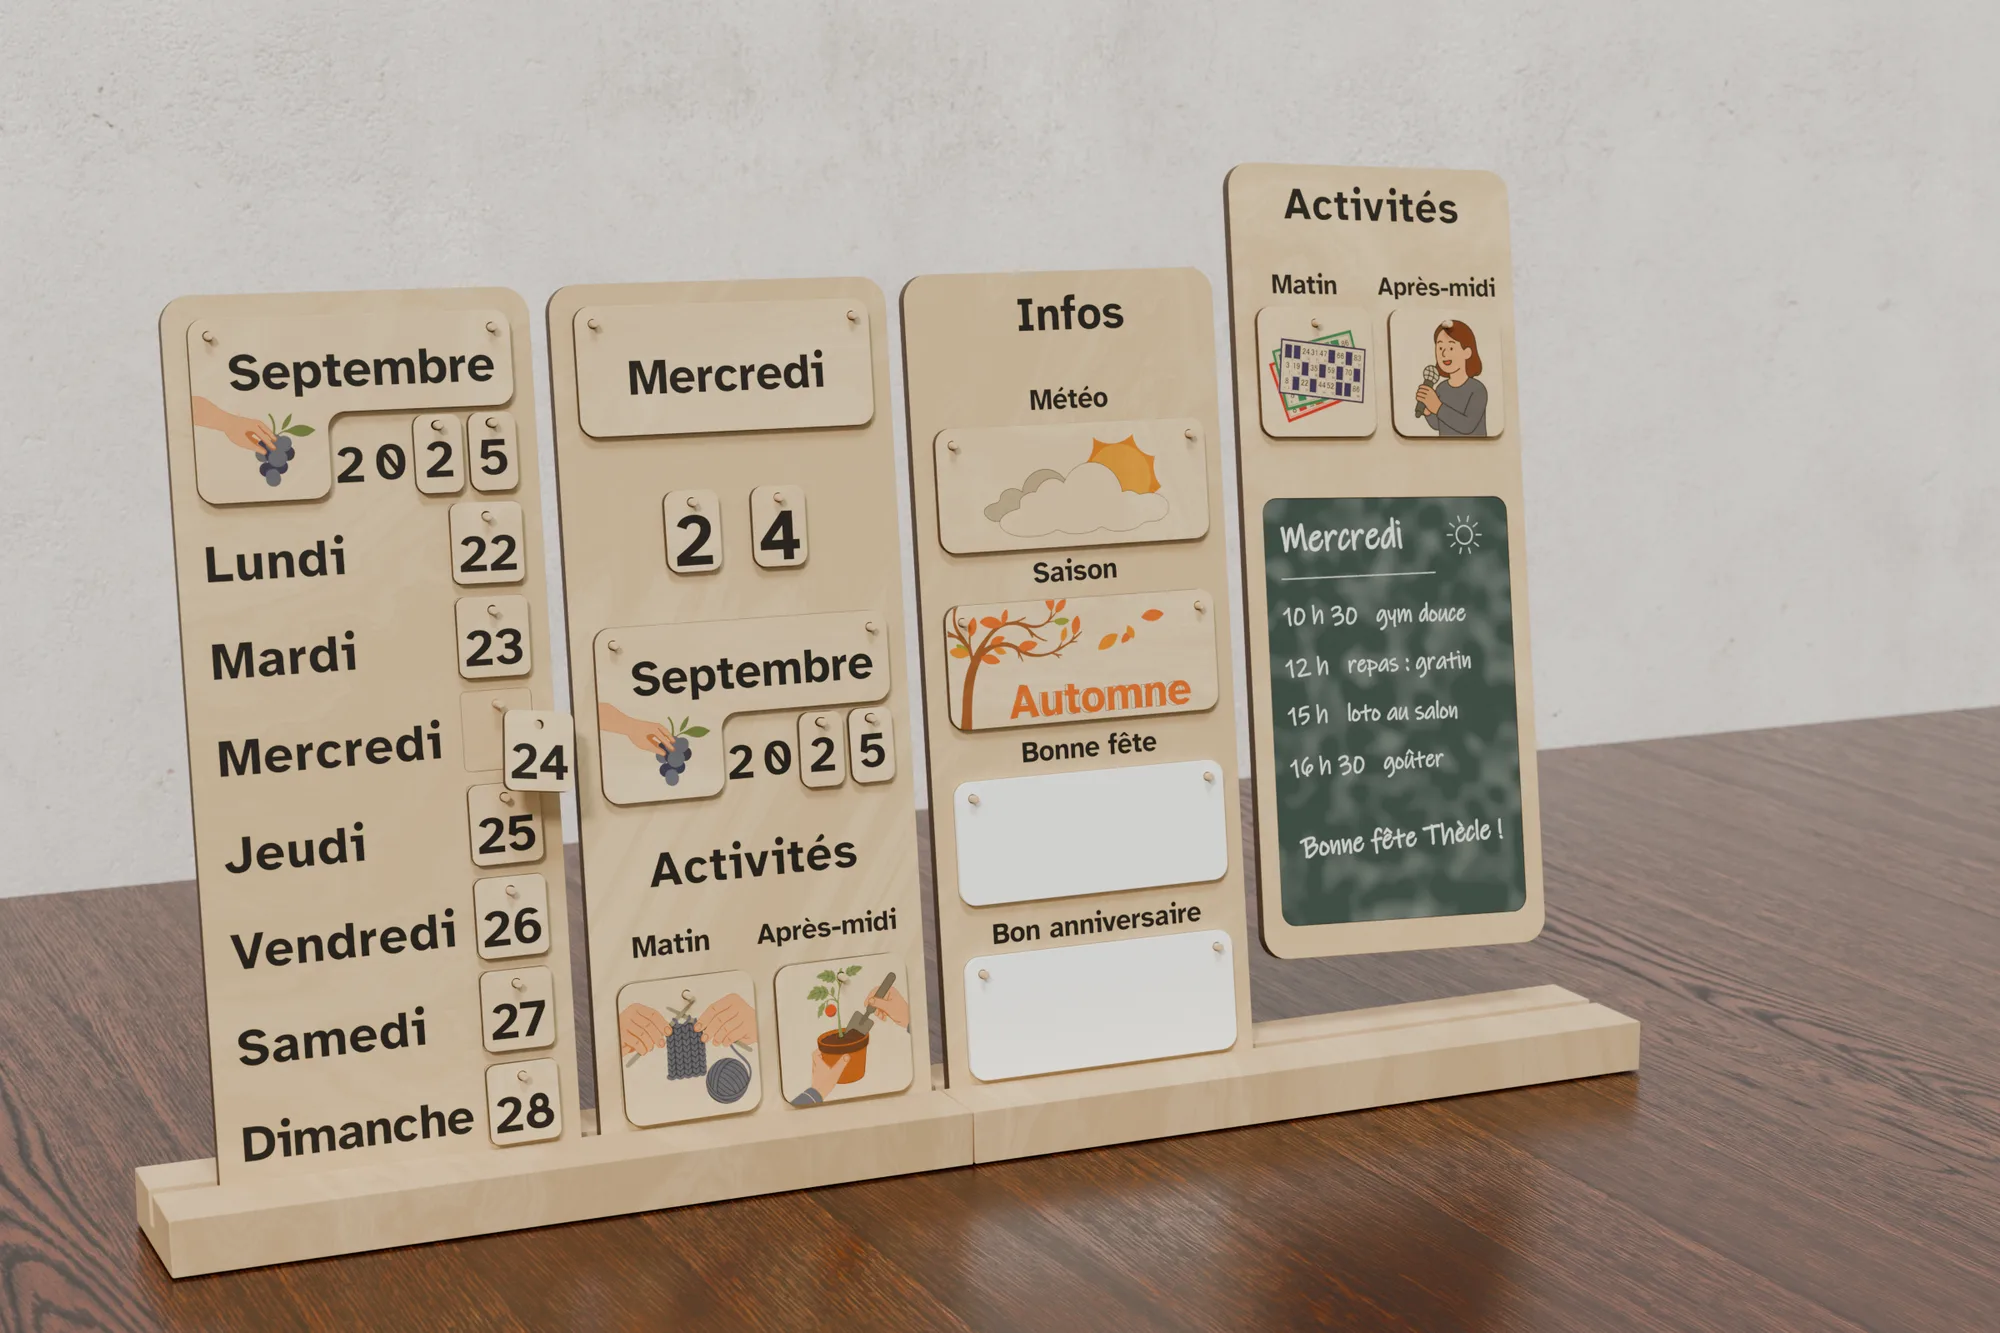 Septembre
2025
Lundi 22
Mardi 23
Mercredi 24
Jeudi 25
Vendredi 26
Samedi 27
Dimanche 28
Mercredi
24
Septembre
2025
Activités
Matin Après-midi
Infos
Météo
Saison
Automne
Bonne fête
Bon anniversaire
Activités
Matin Après-midi
Mercredi
10 h 30 gym douce
12 h repas : gratin
15 h loto au salon
16 h 30 goûter
Bonne fête Thècle !